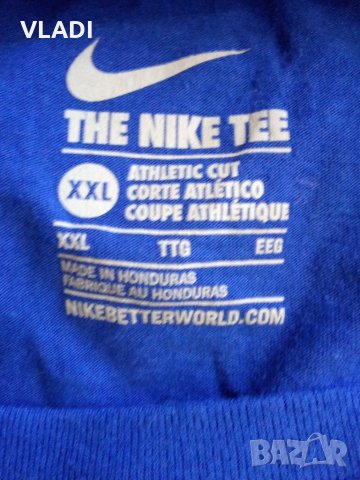 VLADI
THE NIKE TEE
XXL
ATHLETIC CUT
CORTE ATLÉTICO
COUPE ATHLÉTIQUE
XXL TTG EEG
MADE IN HONDURAS
FABRIQUÉ AU HONDURAS
NIKEBETTERWORLD.COM
BAZAR